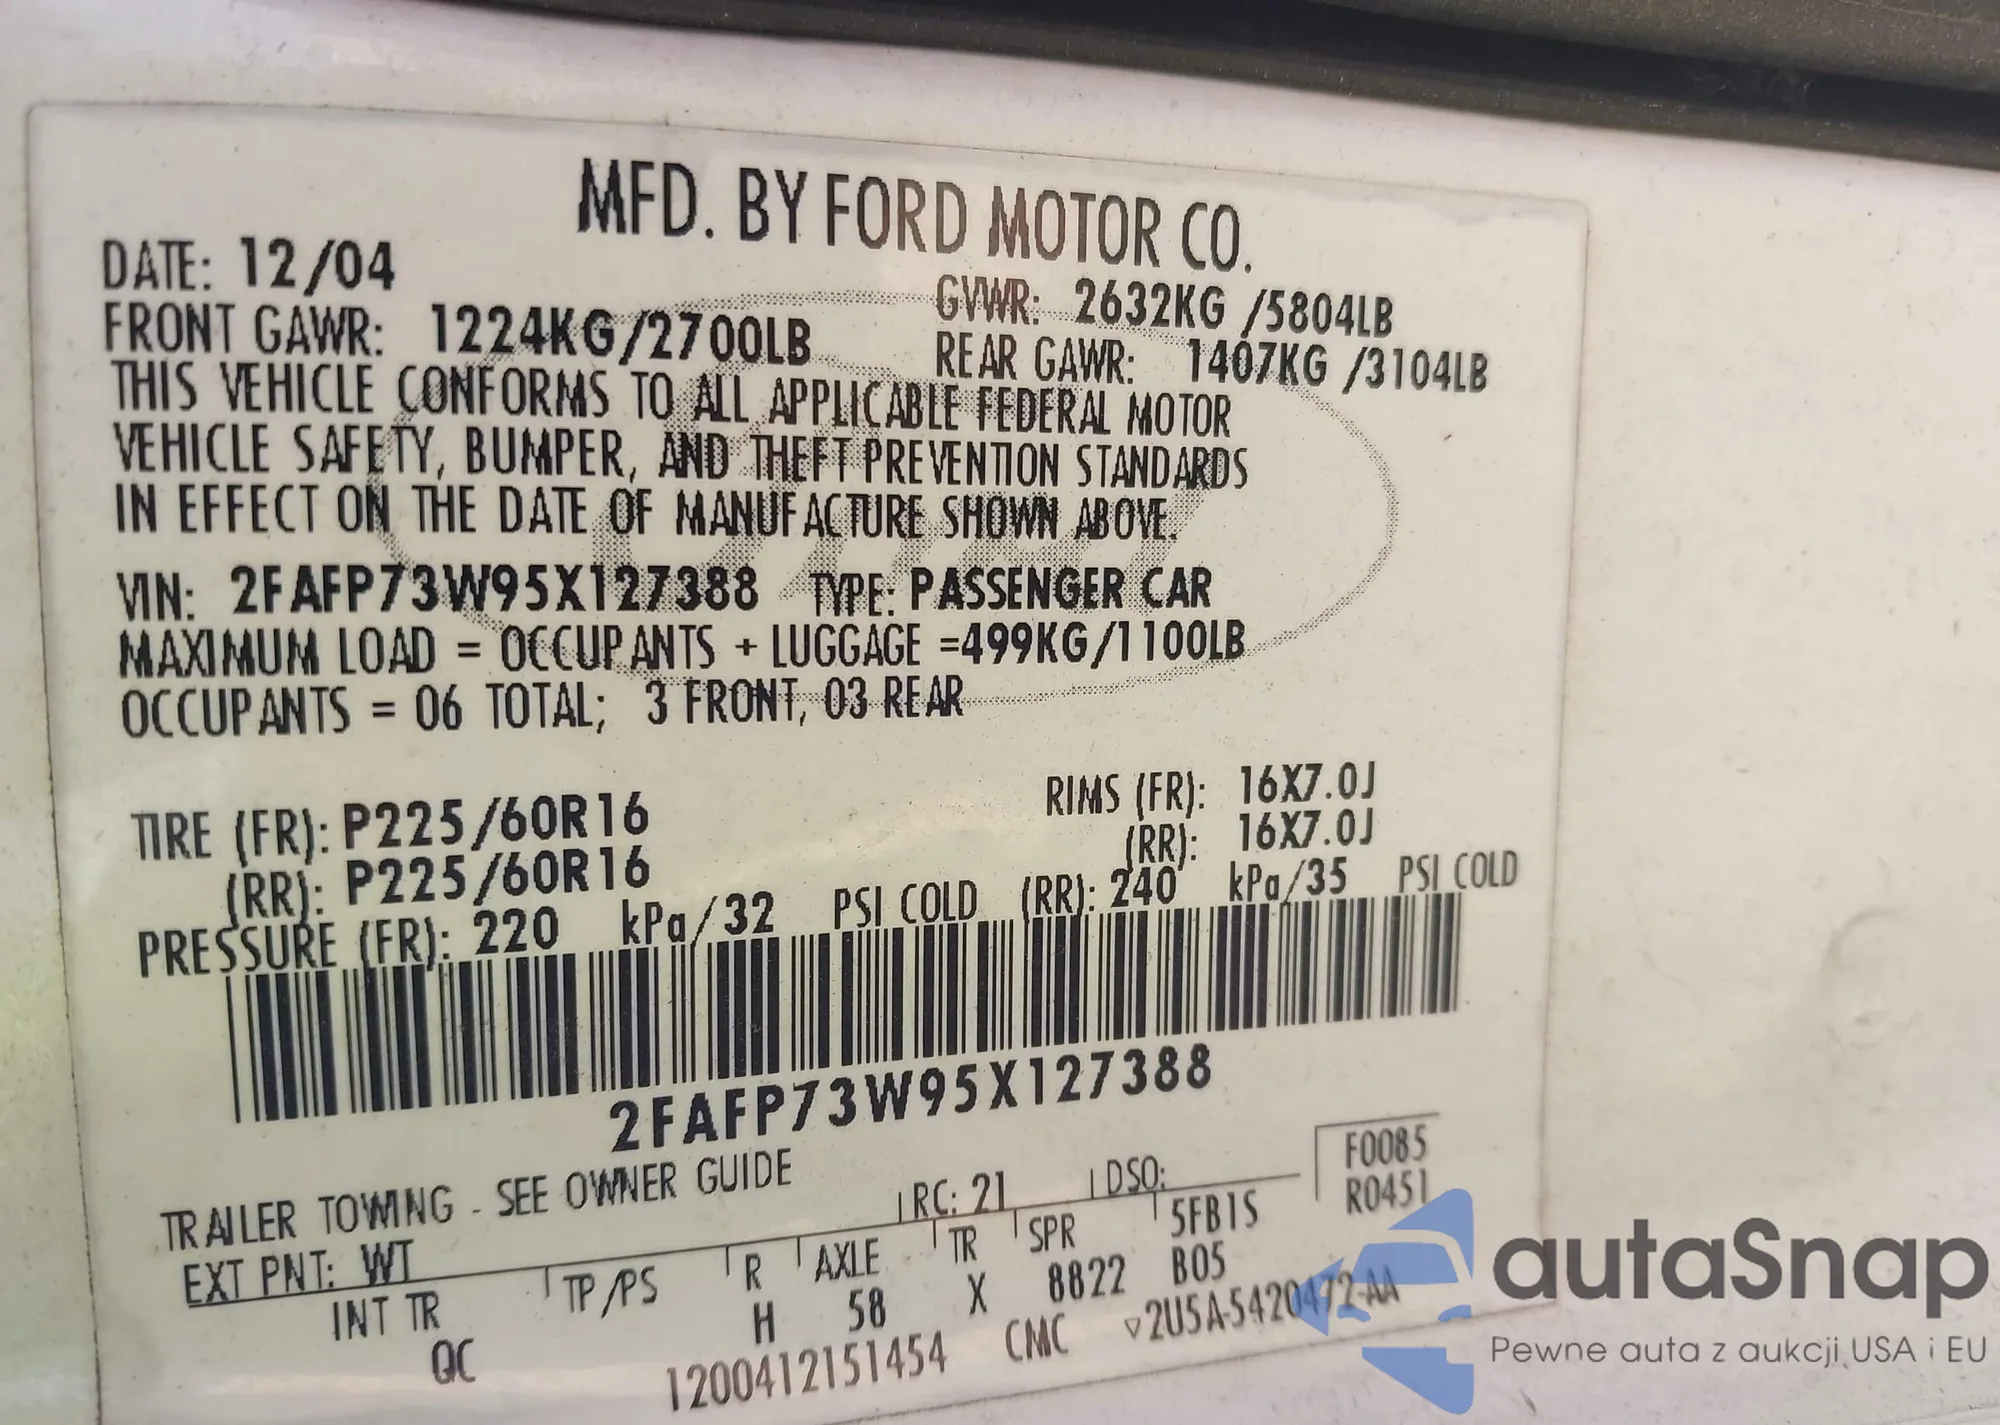 MFD. BY FORD MOTOR CO.
DATE: 12/04
GVWR: 2632KG /5804LB
FRONT GAWR: 1224KG/2700LB
REAR GAWR: 1407KG /3104LB
THIS VEHICLE CONFORMS TO ALL APPLICABLE FEDERAL MOTOR
VEHICLE SAFETY, BUMPER, AND THEFT PREVENTION STANDARDS
IN EFFECT ON THE DATE OF MANUFACTURE SHOWN ABOVE.
VIN: 2FAFP73W95X127388 TYPE: PASSENGER CAR
MAXIMUM LOAD = OCCUPANTS + LUGGAGE =499KG/1100LB
OCCUPANTS = 06 TOTAL; 3 FRONT, 03 REAR
TIRE (FR): P225/60R16 RIMS (FR): 16X7.0J
(RR): P225/60R16 (RR): 16X7.0J
PRESSURE (FR): 220 kPa/32 PSI COLD (RR): 240 kPa/35 PSI COLD
2FAFP73W95X127388
TRAILER TOWING - SEE OWNER GUIDE
F0085
R0451
EXT PNT: WT RC: 21 DSO:
INT TR TP/PS R AXLE TR SPR 5FB1S
QC H 58 X 8822 B05
1200412151454 CMC ▽2U5A-5420472-AA
autaSnap
Pewne auta z aukcji USA i EU